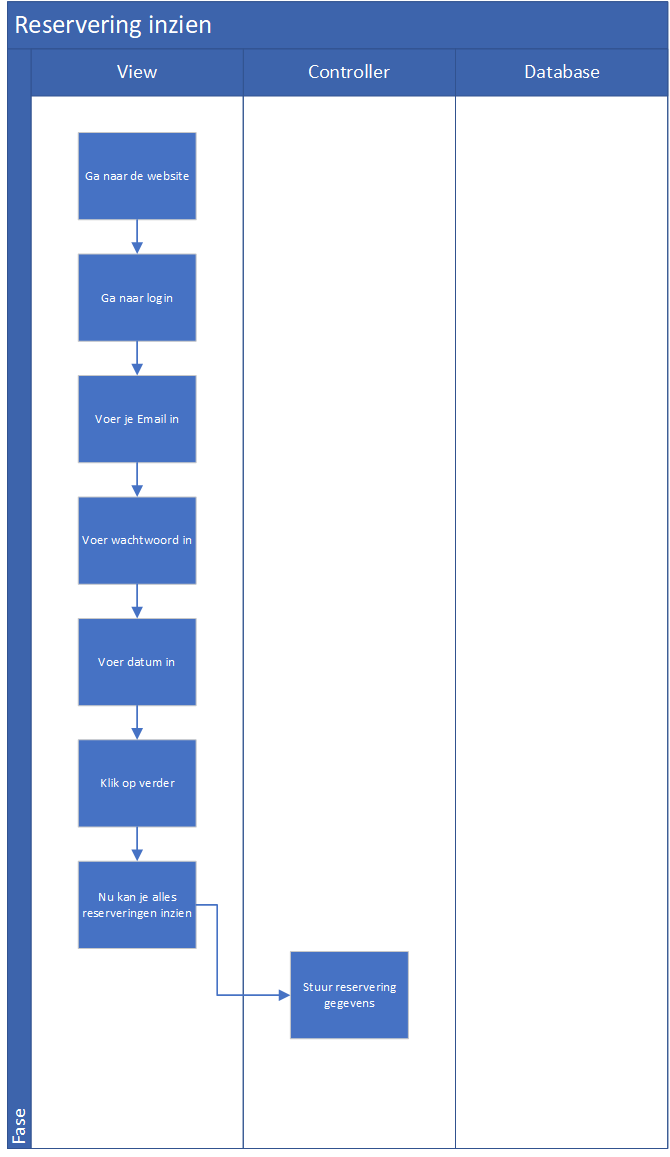 Reservering inzien
View
Controller
Database
Ga naar de website
Ga naar login
Voer je Email in
Voer wachtwoord in
Voer datum in
Klik op verder
Nu kan je alles
reserveringen inzien
Stuur reservering
gegevens
Fase